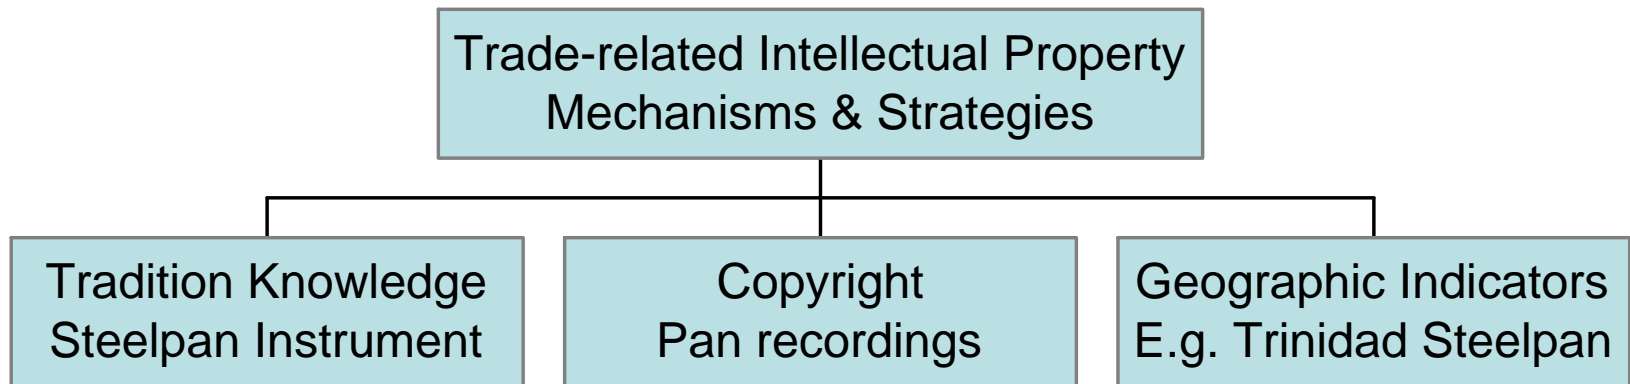 Trade-related Intellectual Property
Mechanisms & Strategies
Tradition Knowledge
Steelpan Instrument
Copyright
Pan recordings
Geographic Indicators
E.g. Trinidad Steelpan